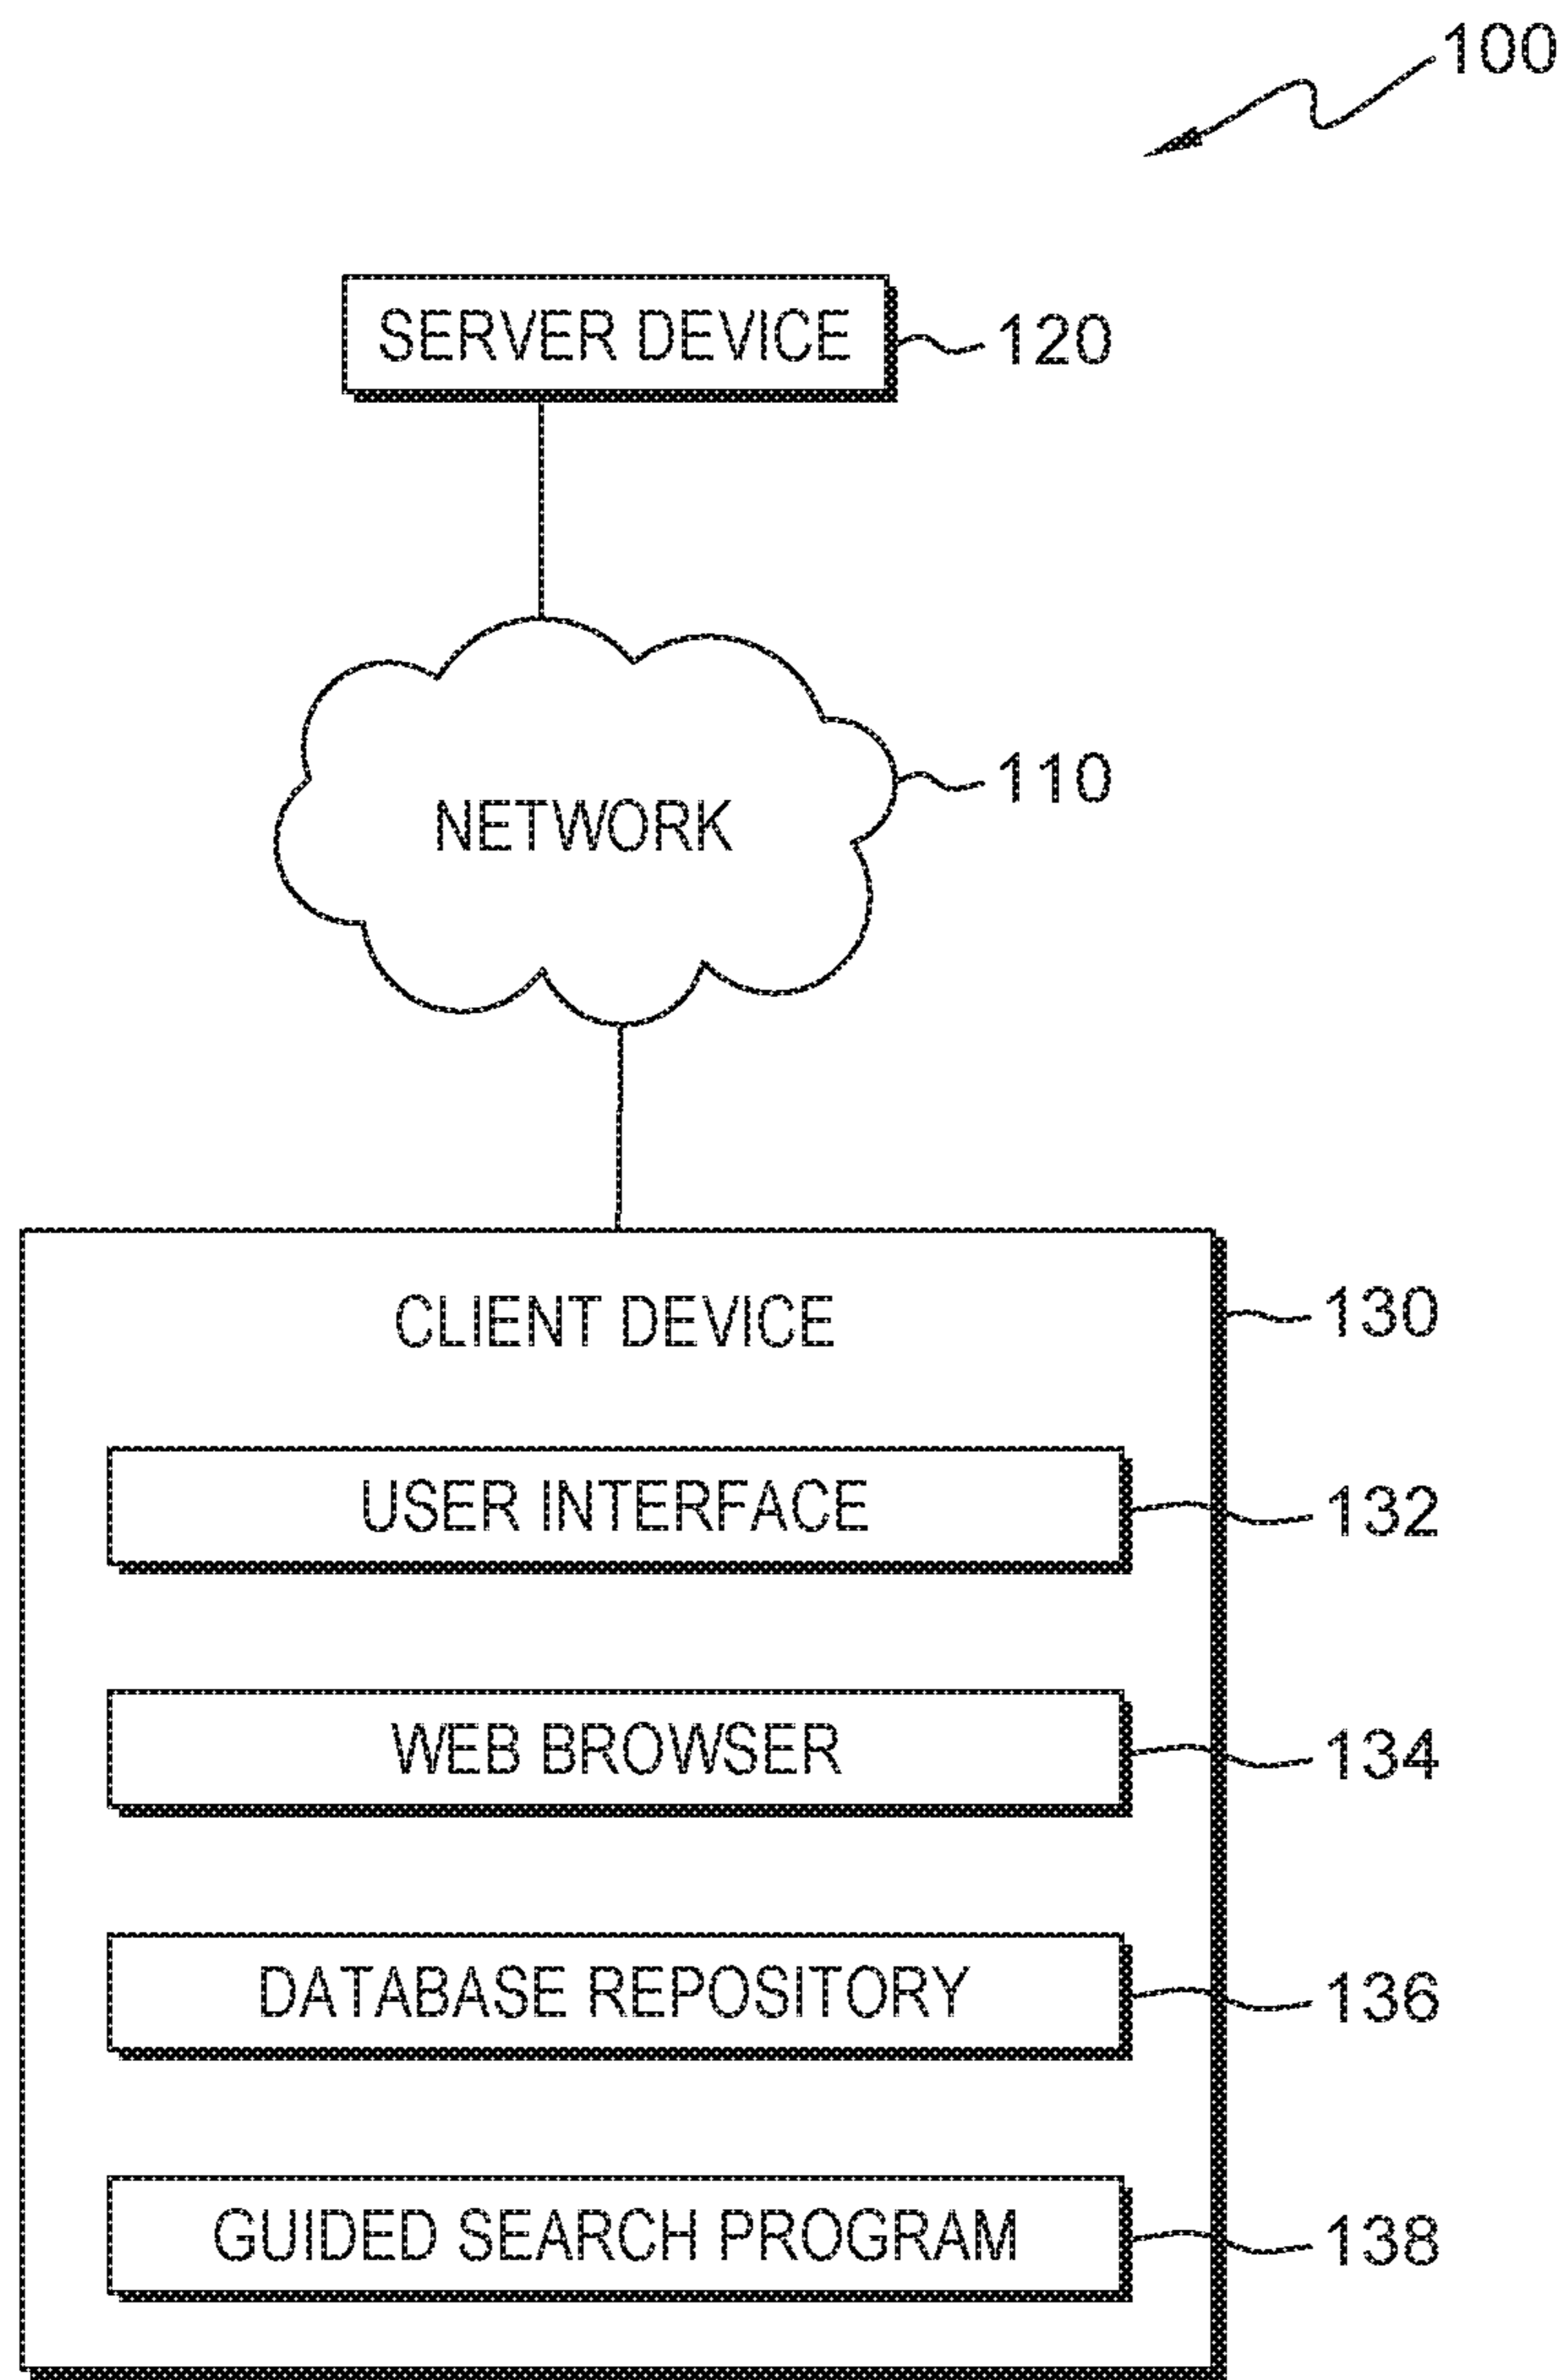 100
SERVER DEVICE
120
NETWORK
110
CLIENT DEVICE
130
USER INTERFACE
132
WEB BROWSER
134
DATABASE REPOSITORY
136
GUIDED SEARCH PROGRAM
138